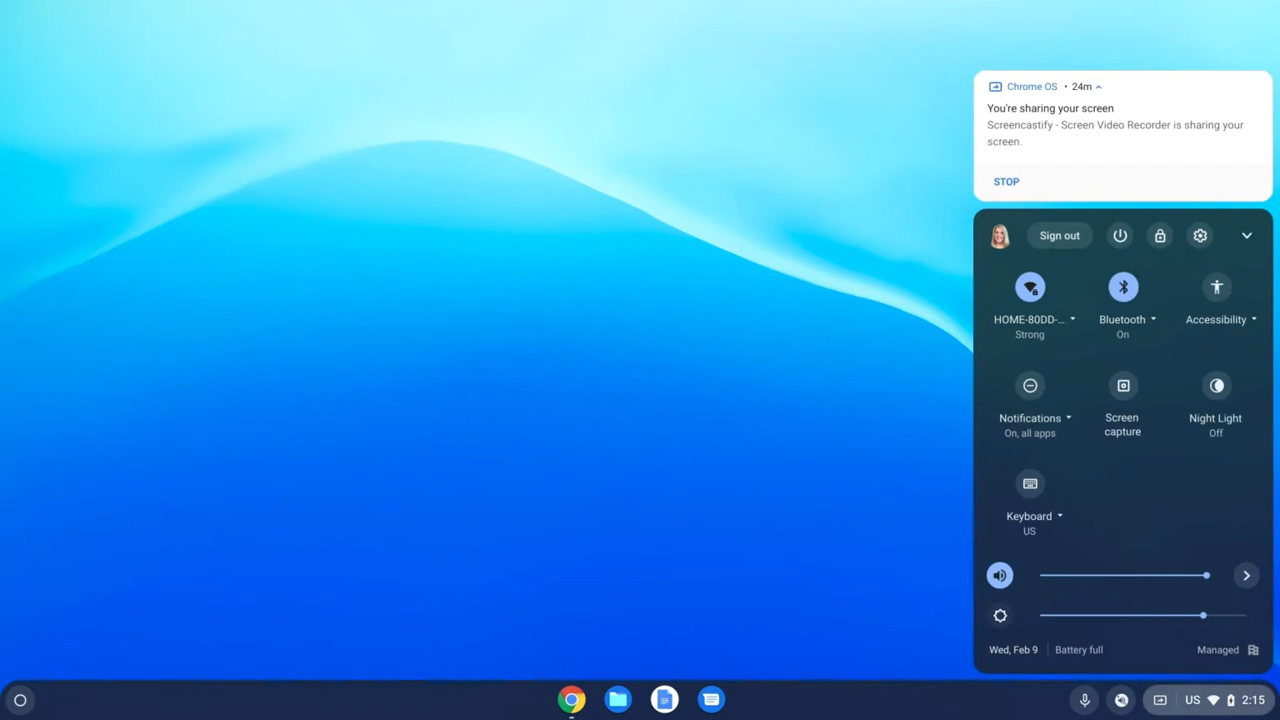 Chrome OS • 24m
You're sharing your screen
Screencastify - Screen Video Recorder is sharing your
screen.
STOP
Sign out
HOME-80DD-...
Strong
Bluetooth
On
Accessibility
Notifications
On, all apps
Screen
capture
Night Light
Off
Keyboard
US
Wed, Feb 9
Battery full
Managed
US
2:15